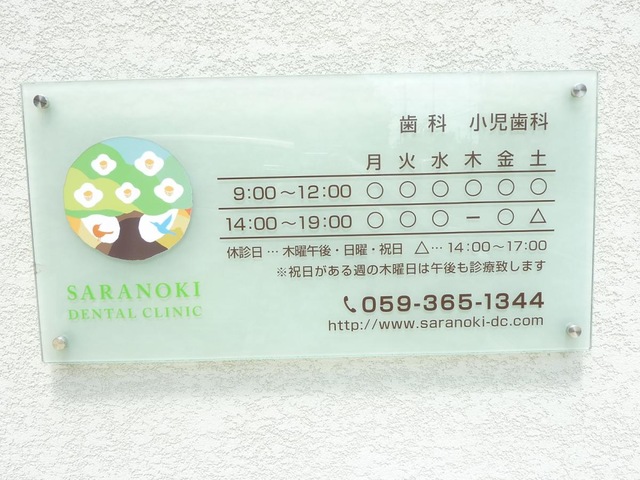 歯科　小児歯科
月 火 水 木 金 土
9:00～12:00 ○ ○ ○ ○ ○ ○
14:00～19:00 ○ ○ ○ ー ○ △
休診日…木曜午後・日曜・祝日　△…14:00～17:00
※祝日がある週の木曜日は午後も診療致します
SARANOKI
DENTAL CLINIC
059-365-1344
http://www.saranoki-dc.com